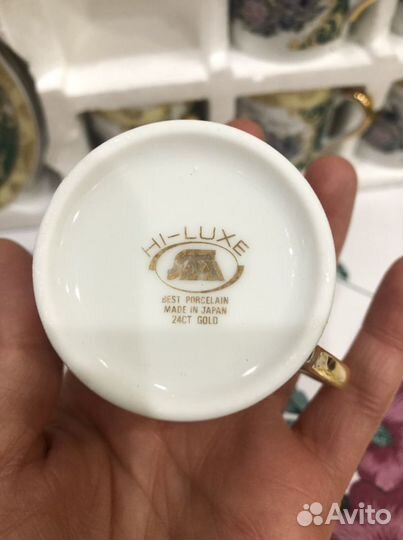 HI-LUXE
BEST PORCELAIN
MADE IN JAPAN
24CT GOLD
Avito